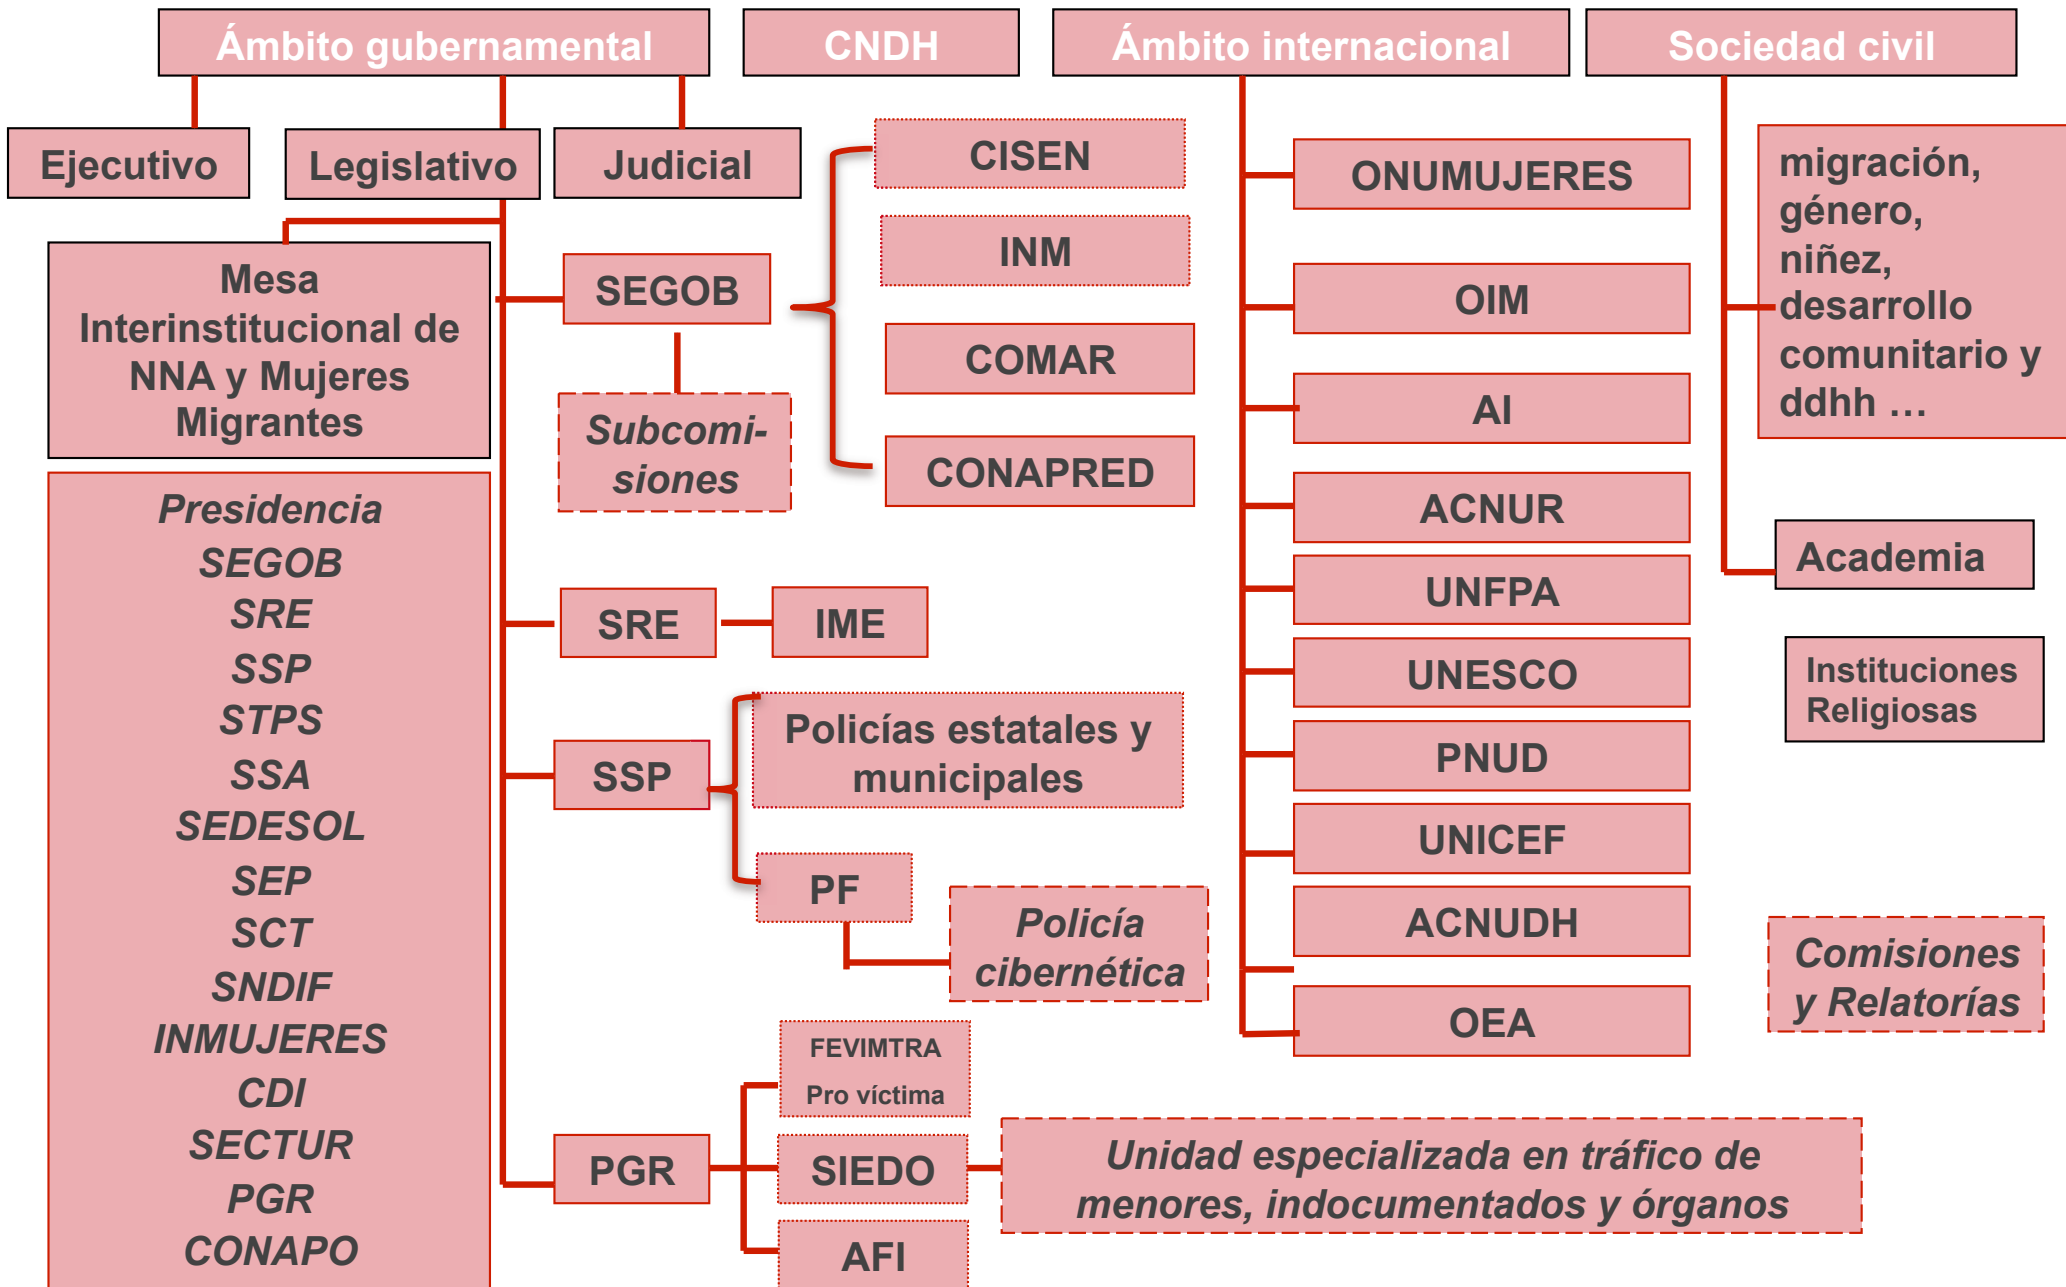 Ámbito gubernamental
CNDH
Ámbito internacional
Sociedad civil
Ejecutivo
Legislativo
Judicial
Mesa
Interinstitucional de
NNA y Mujeres
Migrantes
Presidencia
SEGOB
SRE
SSP
STPS
SSA
SEDESOL
SEP
SCT
SNDIF
INMUJERES
CDI
SECTUR
PGR
CONAPO
SEGOB
Subcomi-
siones
CISEN
INM
COMAR
CONAPRED
SRE
IME
SSP
Policías estatales y
municipales
PF
Policía
cibernética
PGR
FEVIMTRA
Pro víctima
SIEDO
Unidad especializada en tráfico de
menores, indocumentados y órganos
AFI
ONUMUJERES
OIM
AI
ACNUR
UNFPA
UNESCO
PNUD
UNICEF
ACNUDH
OEA
migración,
género,
niñez,
desarrollo
comunitario y
ddhh …
Academia
Instituciones
Religiosas
Comisiones
y Relatorías